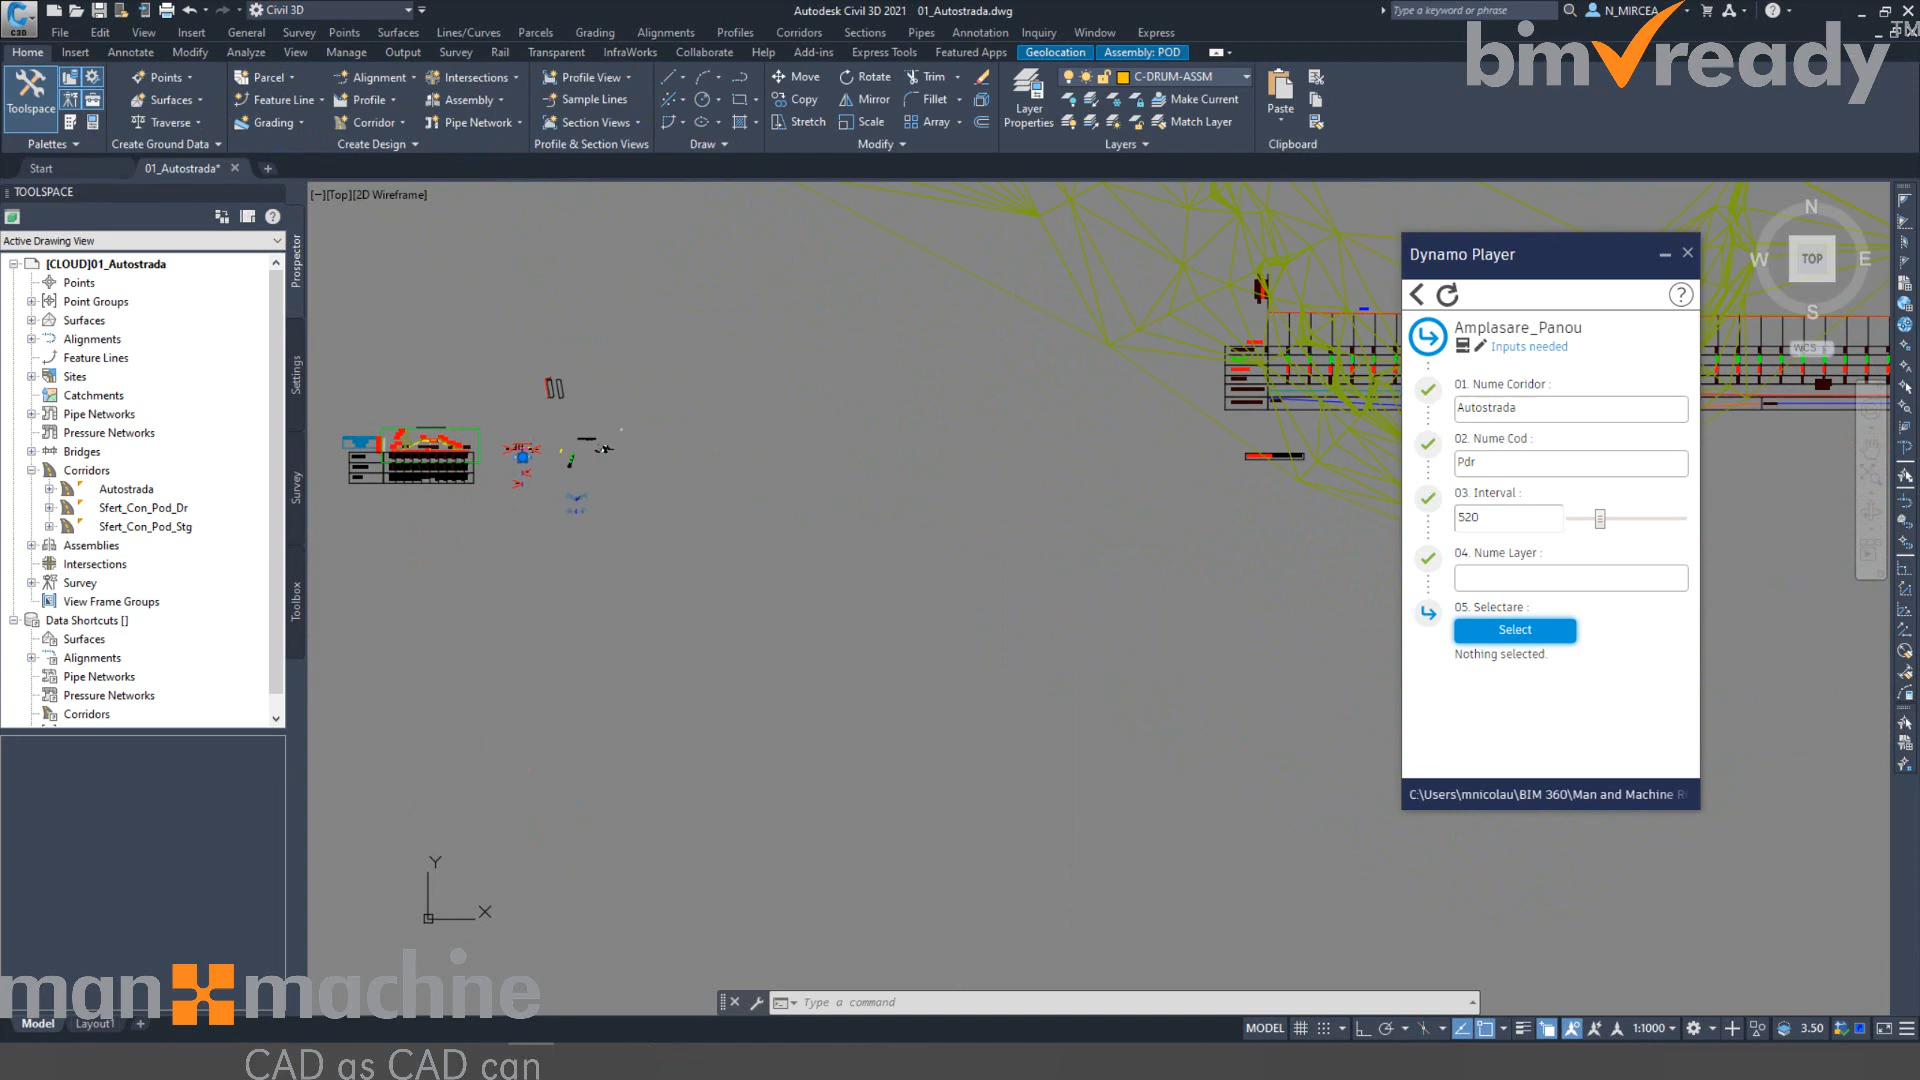 Civil 3D
Autodesk Civil 3D 2021   01_Autostrada.dwg
Type a keyword or phrase
N_MIRCEA
File Edit View Insert General Survey Points Surfaces Lines/Curves Parcels Grading Alignments Profiles Corridors Sections Pipes Annotation Inquiry Window Express
Home Insert Annotate Modify Analyze View Manage Output Survey Rail Transparent InfraWorks Collaborate Help Add-ins Express Tools Featured Apps Geolocation Assembly: POD
bim ready
Toolspace
Points
Surfaces
Traverse
Parcel
Feature Line
Grading
Alignment
Profile
Corridor
Intersections
Assembly
Pipe Network
Profile View
Sample Lines
Section Views
Move
Copy
Stretch
Rotate
Mirror
Scale
Trim
Fillet
Array
Layer
Properties
C-DRUM-ASSM
Make Current
Match Layer
Paste
Palettes
Create Ground Data
Create Design
Profile & Section Views
Draw
Modify
Layers
Clipboard
Start
01_Autostrada*
TOOLSPACE
Active Drawing View
[CLOUD]01_Autostrada
Points
Point Groups
Surfaces
Alignments
Feature Lines
Sites
Catchments
Pipe Networks
Pressure Networks
Bridges
Corridors
Autostrada
Sfert_Con_Pod_Dr
Sfert_Con_Pod_Stg
Assemblies
Intersections
Survey
View Frame Groups
Data Shortcuts []
Surfaces
Alignments
Pipe Networks
Pressure Networks
Corridors
Prospector
Settings
Survey
Toolbox
[−][Top][2D Wireframe]
N
W
TOP
E
S
WCS
Dynamo Player
Amplasare_Panou
Inputs needed
01. Nume Coridor :
Autostrada
02. Nume Cod :
Pdr
03. Interval :
520
04. Nume Layer :
05. Selectare :
Select
Nothing selected.
C:\Users\mnicolau\BIM 360\Man and Machine R
Y
X
man machine
CAD as CAD can
Type a command
Model
Layout1
MODEL
1:1000
3.50